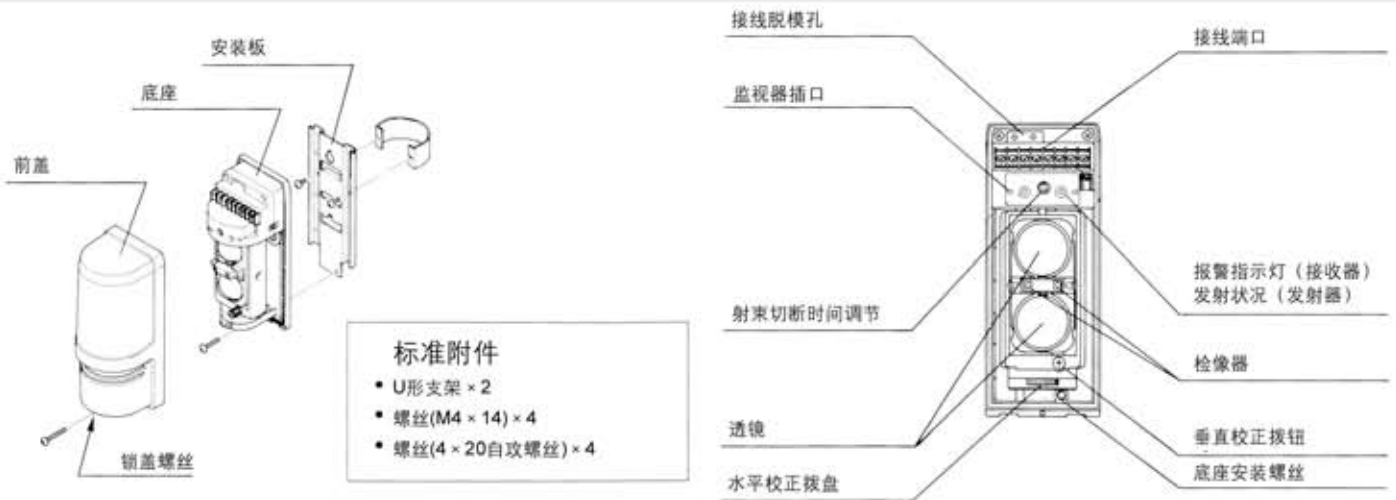 安装板
底座
前盖
锁盖螺丝
标准附件
• U形支架 × 2
• 螺丝(M4 × 14) × 4
• 螺丝(4 × 20自攻螺丝) × 4
接线脱模孔
接线端口
监视器插口
报警指示灯（接收器）
发射状况（发射器）
射束切断时间调节
检像器
透镜
垂直校正拨钮
底座安装螺丝
水平校正拨盘